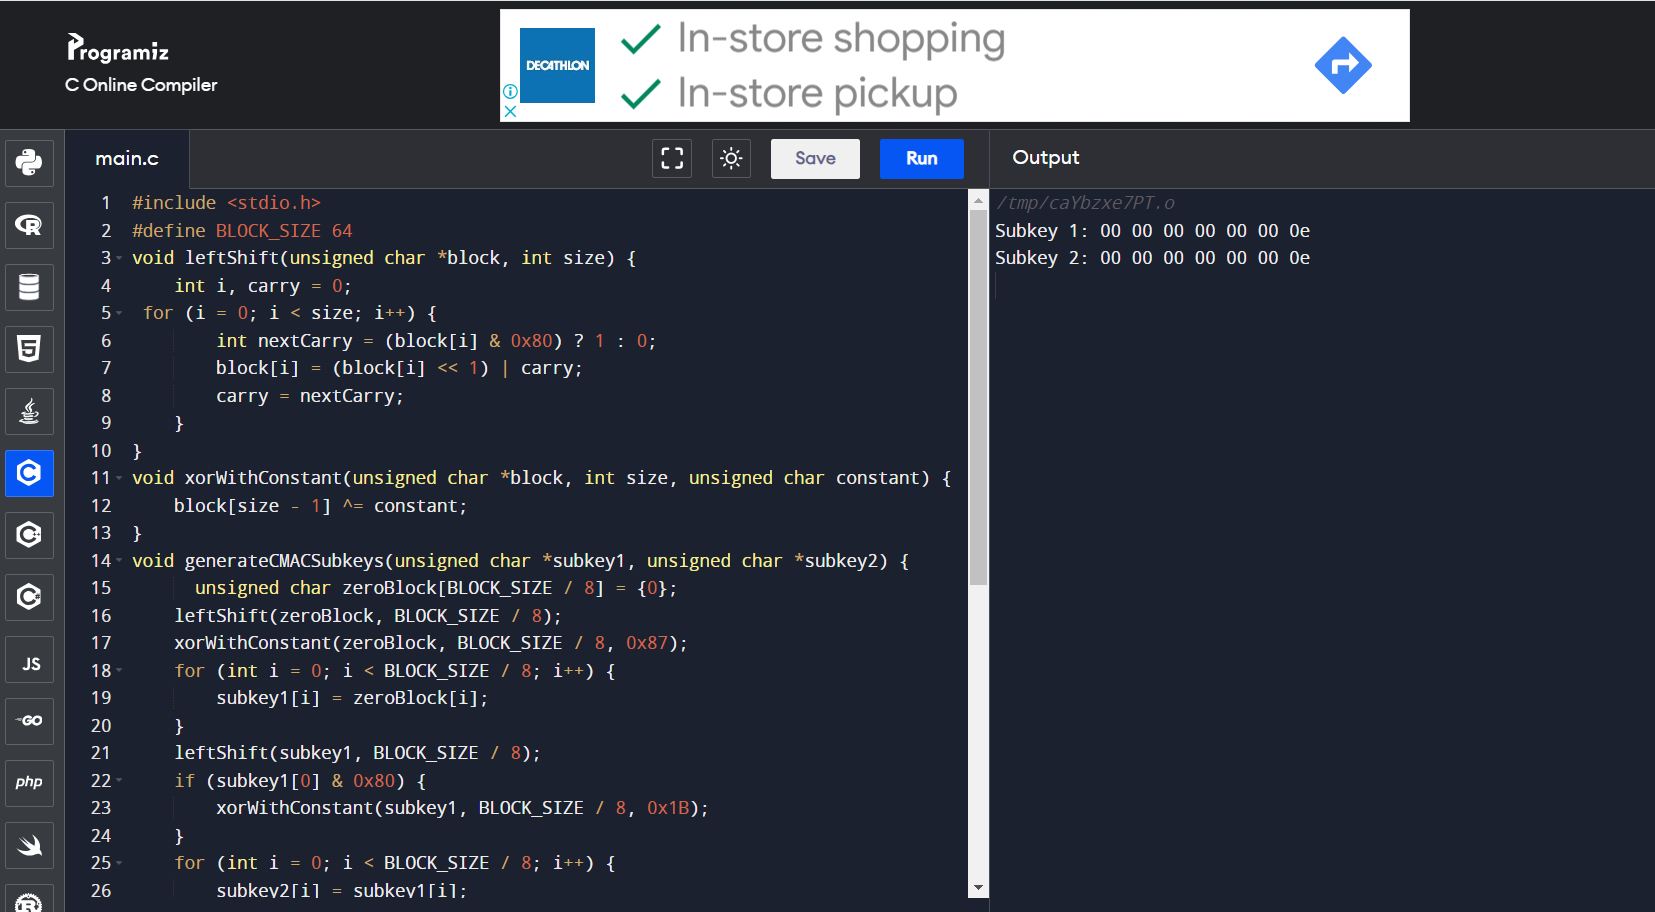 Programiz
C Online Compiler
DECATHLON
In-store shopping
In-store pickup
main.c
Save
Run
Output
1 #include <stdio.h>
2 #define BLOCK_SIZE 64
3 void leftShift(unsigned char *block, int size) {
4     int i, carry = 0;
5  for (i = 0; i < size; i++) {
6         int nextCarry = (block[i] & 0x80) ? 1 : 0;
7         block[i] = (block[i] << 1) | carry;
8         carry = nextCarry;
9     }
10 }
11 void xorWithConstant(unsigned char *block, int size, unsigned char constant) {
12     block[size - 1] ^= constant;
13 }
14 void generateCMACSubkeys(unsigned char *subkey1, unsigned char *subkey2) {
15       unsigned char zeroBlock[BLOCK_SIZE / 8] = {0};
16     leftShift(zeroBlock, BLOCK_SIZE / 8);
17     xorWithConstant(zeroBlock, BLOCK_SIZE / 8, 0x87);
18     for (int i = 0; i < BLOCK_SIZE / 8; i++) {
19         subkey1[i] = zeroBlock[i];
20     }
21     leftShift(subkey1, BLOCK_SIZE / 8);
22     if (subkey1[0] & 0x80) {
23         xorWithConstant(subkey1, BLOCK_SIZE / 8, 0x1B);
24     }
25     for (int i = 0; i < BLOCK_SIZE / 8; i++) {
26         subkey2[i] = subkey1[i];
/tmp/caYbzxe7PT.o
Subkey 1: 00 00 00 00 00 00 00 0e
Subkey 2: 00 00 00 00 00 00 00 0e
R
5
C
C
C
JS
GO
php
R